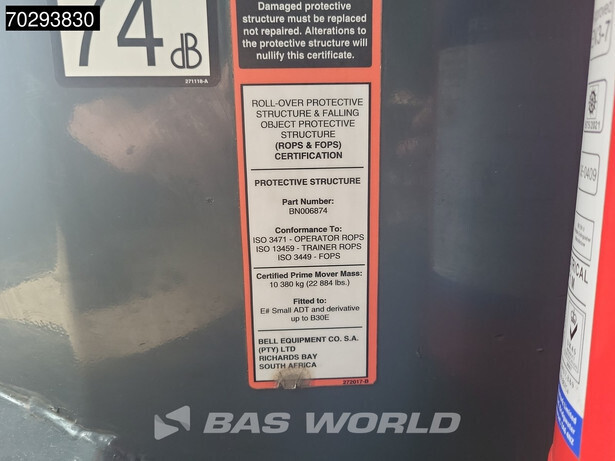 70293830
74 dB
271118-A
Damaged protective
structure must be replaced
not repaired. Alterations to
the protective structure will
nullify this certificate.
ROLL-OVER PROTECTIVE
STRUCTURE & FALLING
OBJECT PROTECTIVE
STRUCTURE
(ROPS & FOPS)
CERTIFICATION
PROTECTIVE STRUCTURE
Part Number:
BN006874
Conformance To:
ISO 3471 - OPERATOR ROPS
ISO 13459 - TRAINER ROPS
ISO 3449 - FOPS
Certified Prime Mover Mass:
10 380 kg (22 884 lbs.)
Fitted to:
E# Small ADT and derivative
up to B30E
BELL EQUIPMENT CO. S.A.
(PTY) LTD
RICHARDS BAY
SOUTH AFRICA
272017-B
EN3-7
BAS WORLD